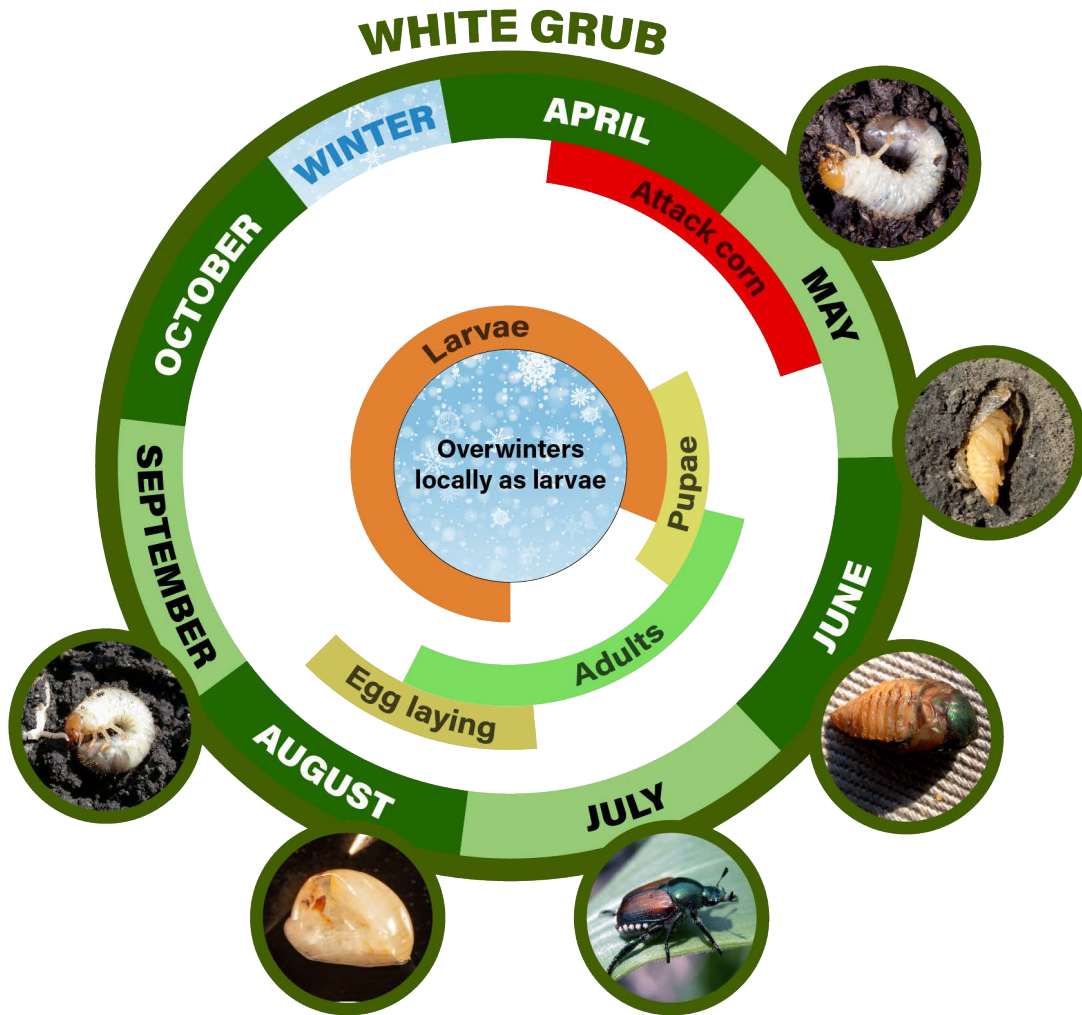 WHITE GRUB
WINTER
APRIL
MAY
JUNE
JULY
AUGUST
SEPTEMBER
OCTOBER
Attack corn
Larvae
Overwinters
locally as larvae
Pupae
Adults
Egg laying